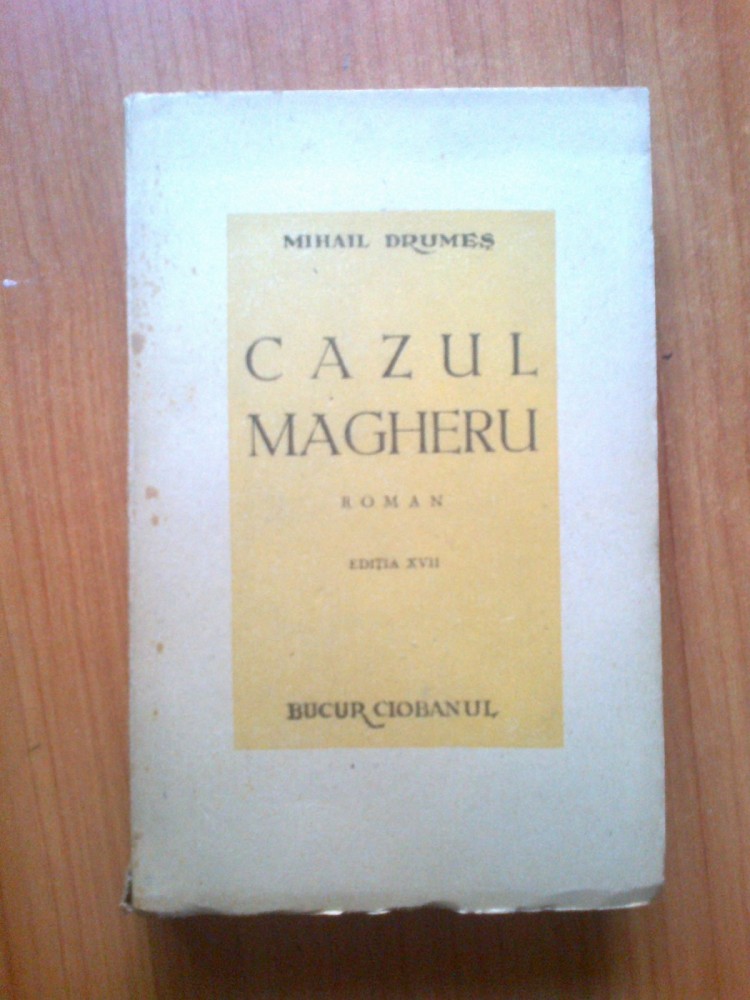 MIHAIL DRUMEȘ
CAZUL
MAGHERU
ROMAN
EDIȚIA XVII
BUCUR CIOBANUL